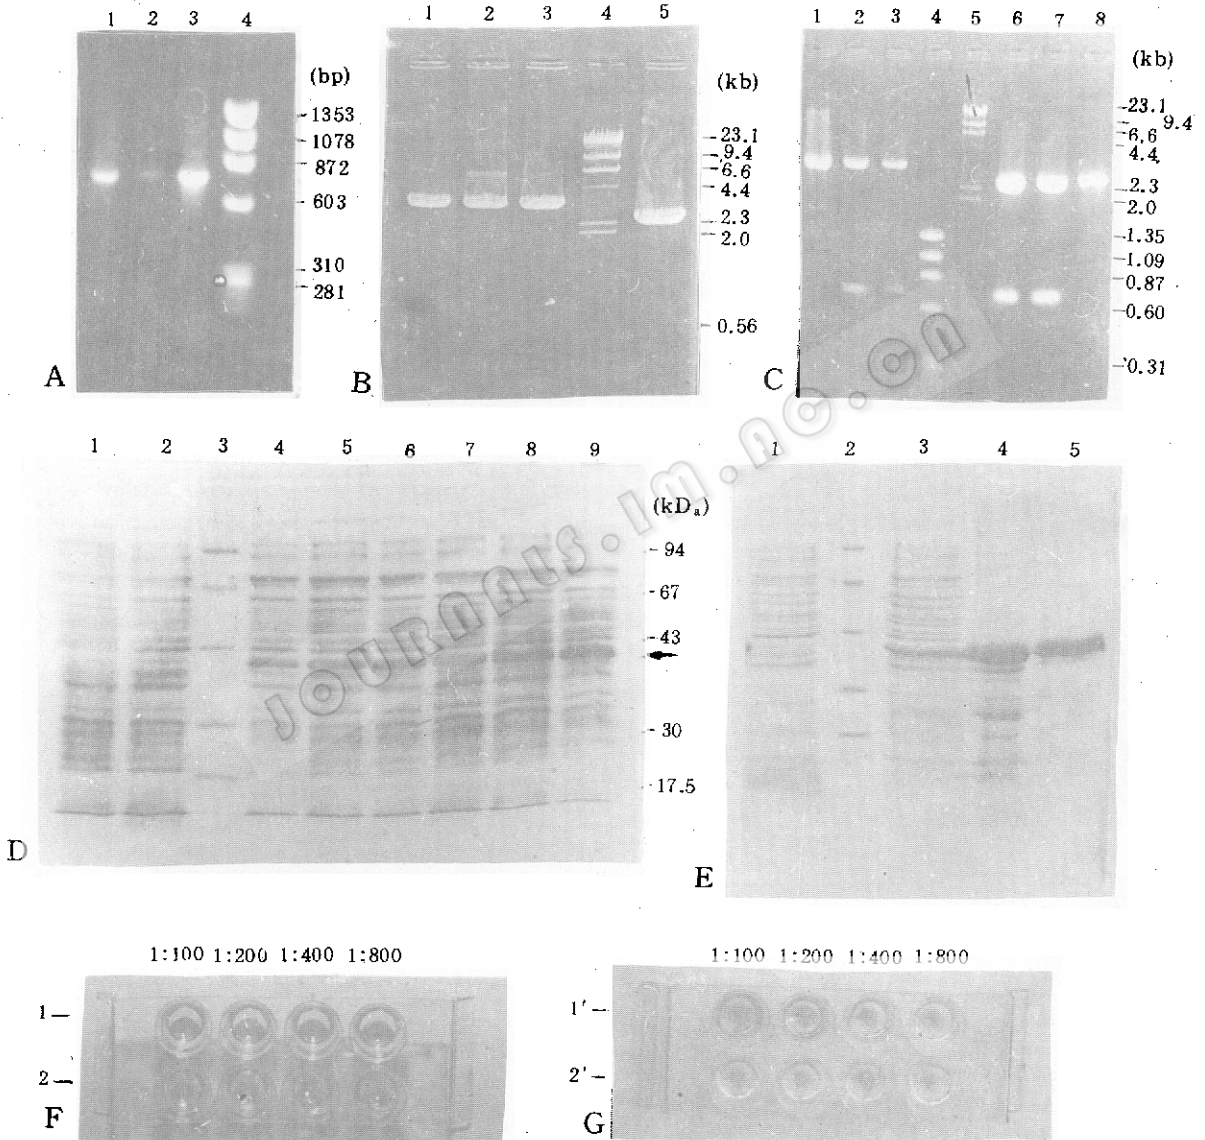 1 2 3 4
(bp)
1353
1078
872
603
310
281
A
1 2 3 4 5
(kb)
23.1
9.4
6.6
4.4
2.3
2.0
0.56
B
1 2 3 4 5 6 7 8
(kb)
23.1
9.4
6.6
4.4
2.3
2.0
1.35
1.09
0.87
0.60
0.31
C
1 2 3 4 5 6 7 8 9
(kDa)
94
67
43
30
17.5
D
1 2 3 4 5
E
JOURNALS.IM.AC.CN
1:100 1:200 1:400 1:800
1
2
F
1:100 1:200 1:400 1:800
1'
2'
G